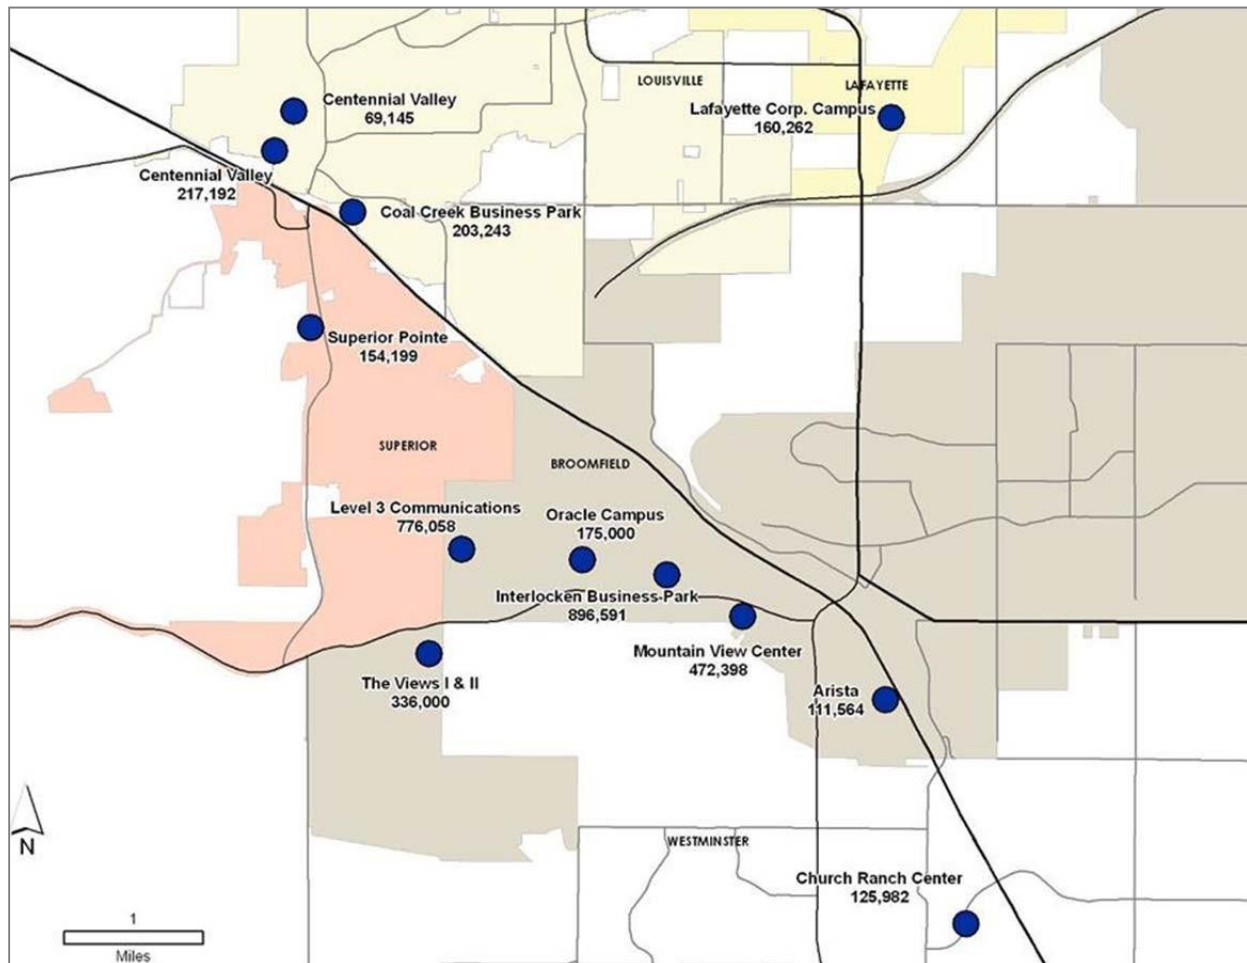 LOUISVILLE
LAFAYETTE
Centennial Valley
69,145
Lafayette Corp. Campus
160,262
Centennial Valley
217,192
Coal Creek Business Park
203,243
Superior Pointe
154,199
SUPERIOR
BROOMFIELD
Level 3 Communications
776,058
Oracle Campus
175,000
Interlocken Business Park
896,591
Mountain View Center
472,398
The Views I & II
336,000
Arista
111,564
N
WESTMINSTER
Church Ranch Center
125,982
1
Miles